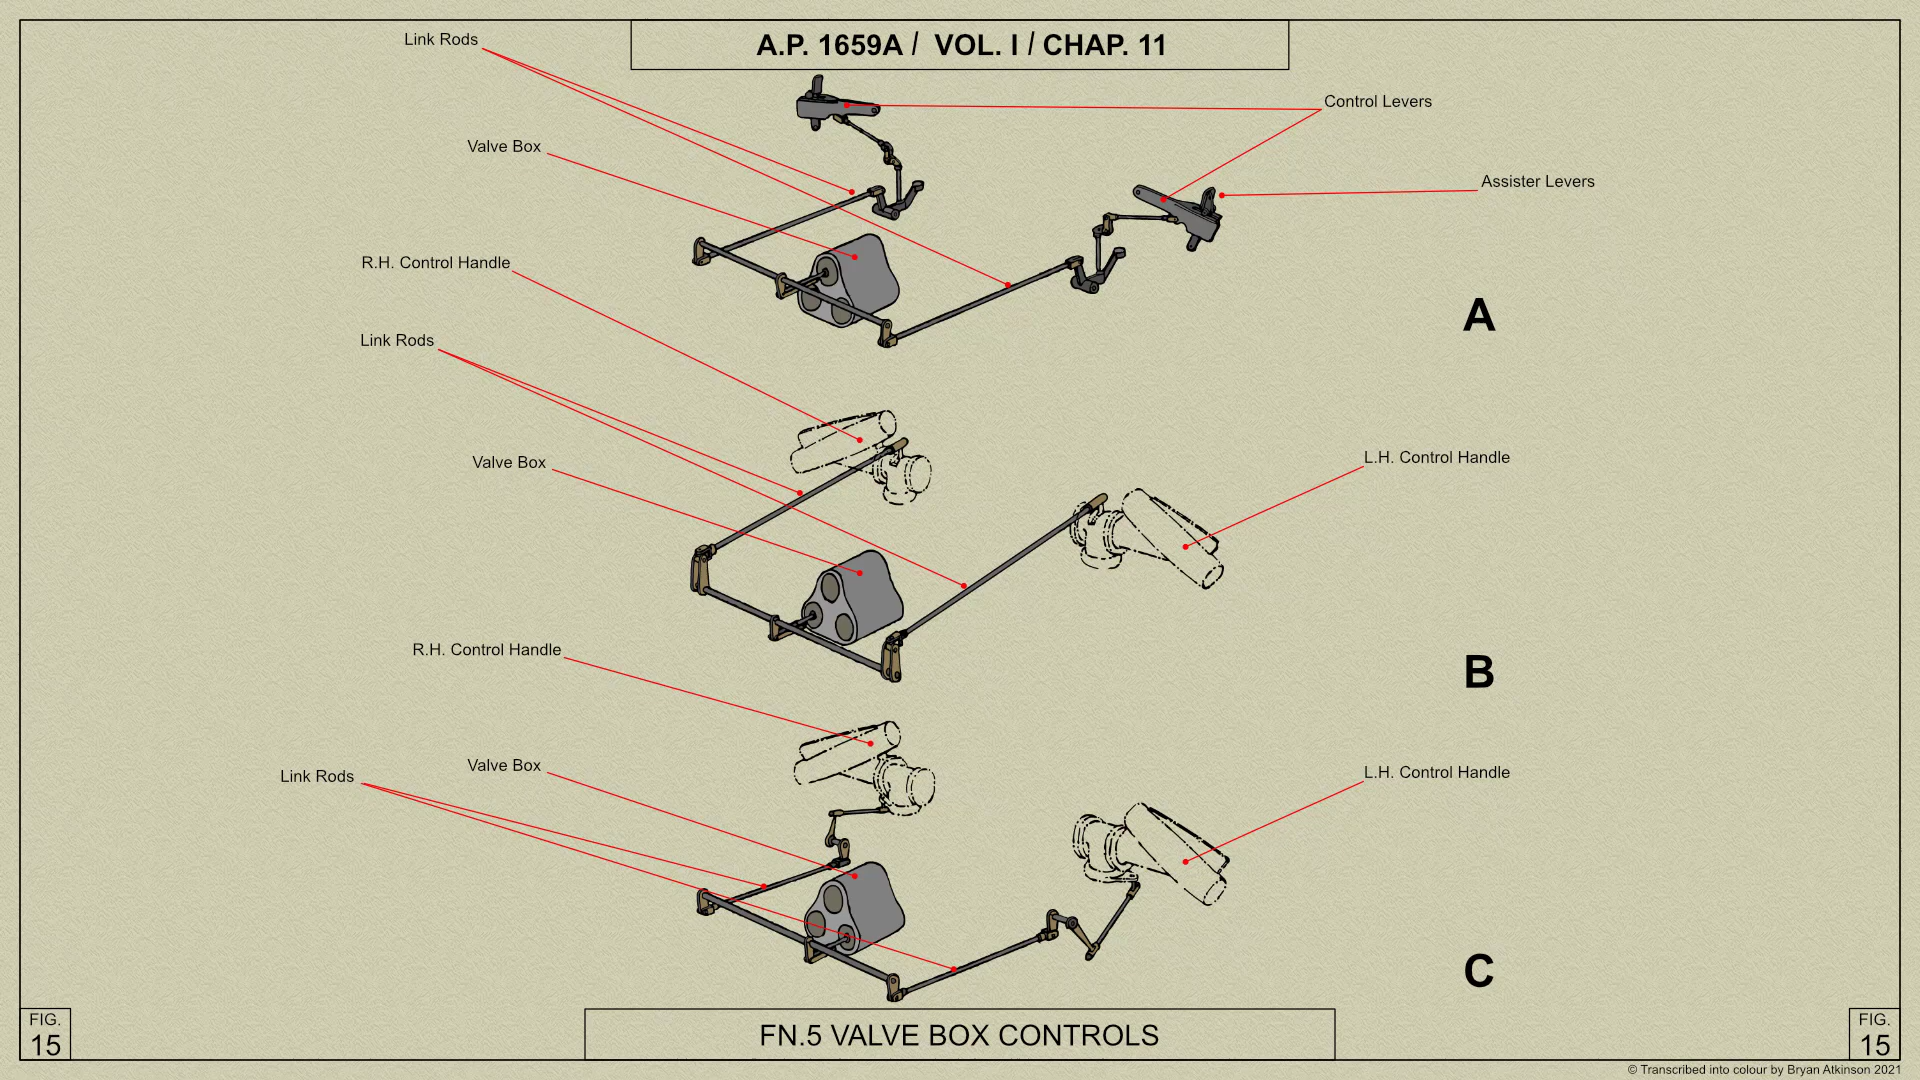 A.P. 1659A / VOL. I / CHAP. 11
Link Rods
Control Levers
Valve Box
Assister Levers
R.H. Control Handle
A
Link Rods
Valve Box
L.H. Control Handle
R.H. Control Handle
B
Valve Box
Link Rods
L.H. Control Handle
C
FIG.
15
FN.5 VALVE BOX CONTROLS
FIG.
15
© Transcribed into colour by Bryan Atkinson 2021